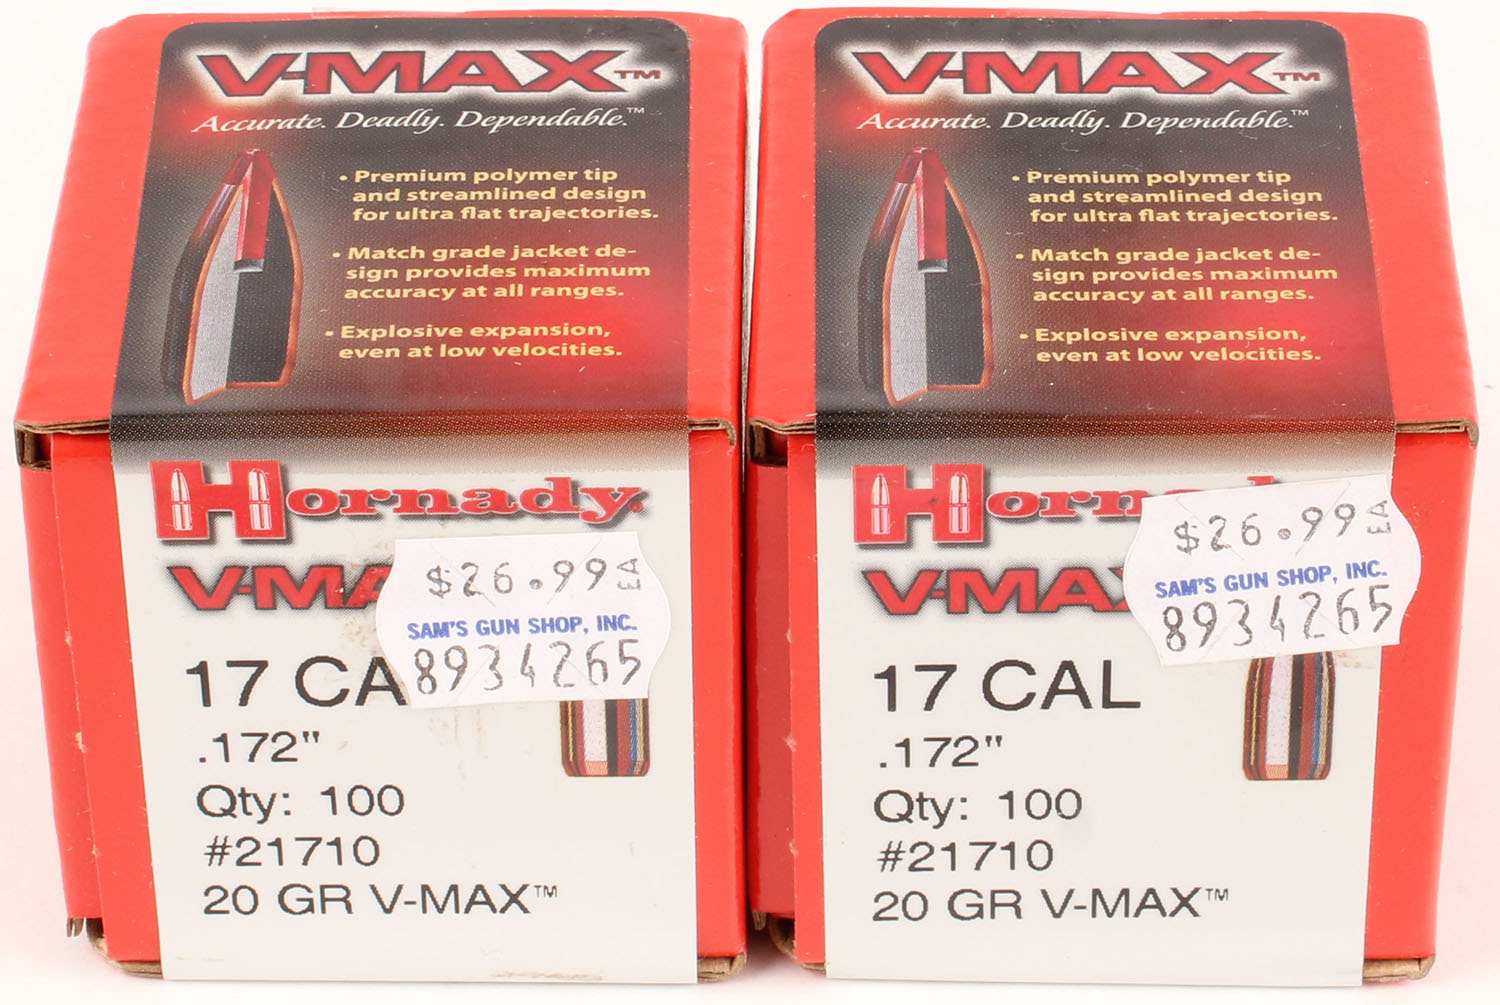 V-MAX™
Accurate. Deadly. Dependable.™
• Premium polymer tip
and streamlined design
for ultra flat trajectories.
• Match grade jacket de-
sign provides maximum
accuracy at all ranges.
• Explosive expansion,
even at low velocities.
Hornady®
V-MA
$26.99 EA
SAM'S GUN SHOP, INC.
8934265
17 CA
.172"
Qty: 100
#21710
20 GR V-MAX™
V-MAX™
Accurate. Deadly. Dependable.™
• Premium polymer tip
and streamlined design
for ultra flat trajectories.
• Match grade jacket de-
sign provides maximum
accuracy at all ranges.
• Explosive expansion,
even at low velocities.
Hornad
V-MAX
$26.99 EA
SAM'S GUN SHOP, INC.
8934265
17 CAL
.172"
Qty: 100
#21710
20 GR V-MAX™